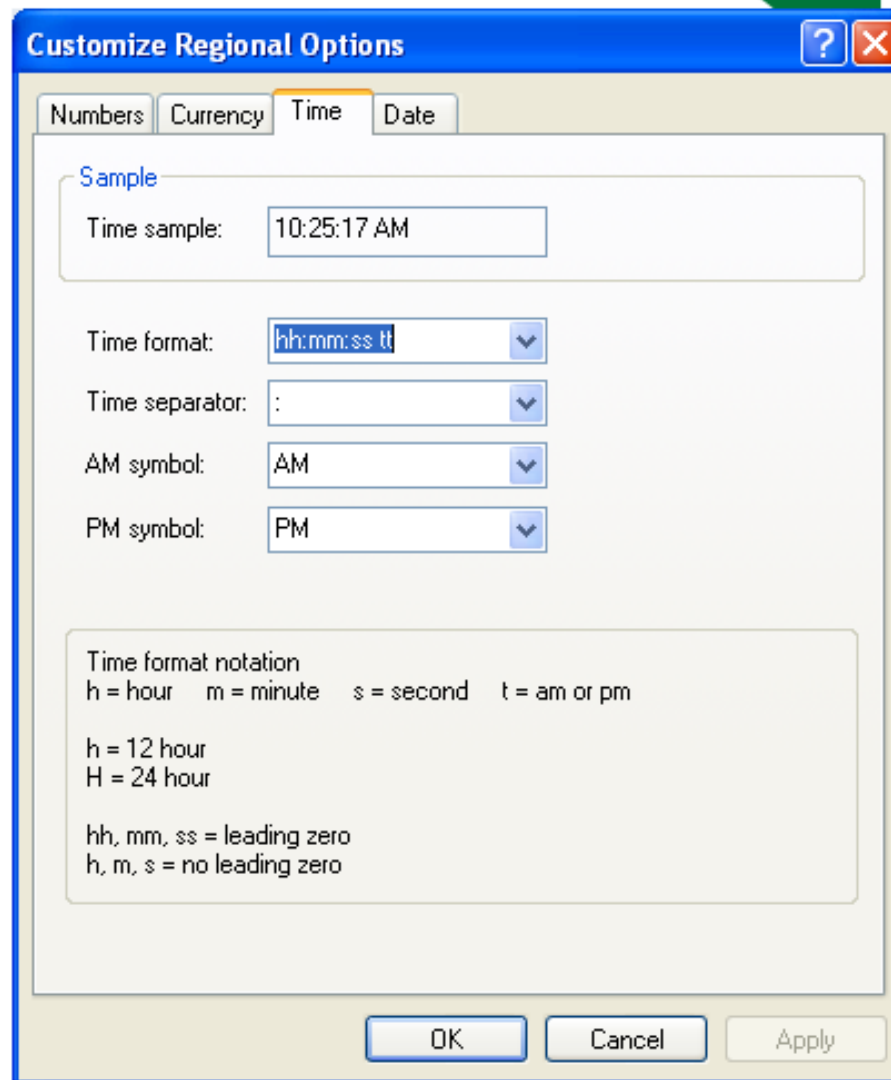 Customize Regional Options
Numbers Currency Time Date
Sample
Time sample: 10:25:17 AM
Time format: hh:mm:ss tt
Time separator: :
AM symbol: AM
PM symbol: PM
Time format notation
h = hour m = minute s = second t = am or pm
h = 12 hour
H = 24 hour
hh, mm, ss = leading zero
h, m, s = no leading zero
OK Cancel Apply